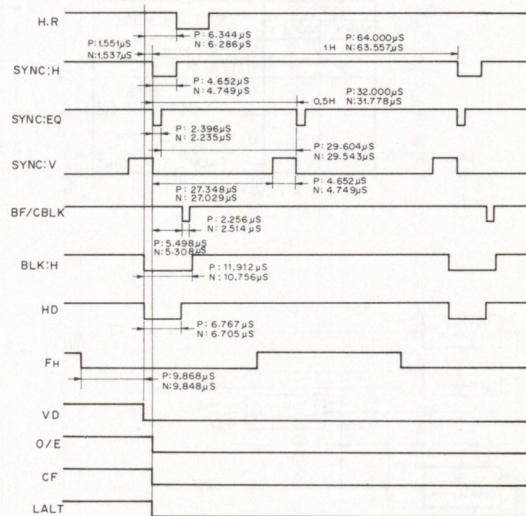 H.R
P: 6.344µS
N: 6.286µS
P: 1.551µS
N: 1.537µS
P: 64.000µS
1H N: 63.557µS
SYNC:H
P: 4.652µS
N: 4.749µS
P: 32.000µS
0.5H N: 31.778µS
SYNC:EQ
P: 2.396µS
N: 2.235µS
P: 29.604µS
N: 29.543µS
SYNC:V
P: 27.348µS
N: 27.029µS
P: 4.652µS
N: 4.749µS
BF/CBLK
P: 2.256µS
N: 2.514µS
P: 5.498µS
N: 5.308µS
BLK:H
P: 11.912µS
N: 10.756µS
HD
P: 6.767µS
N: 6.705µS
FH
P: 9.868µS
N: 9.848µS
VD
O/E
CF
LALT